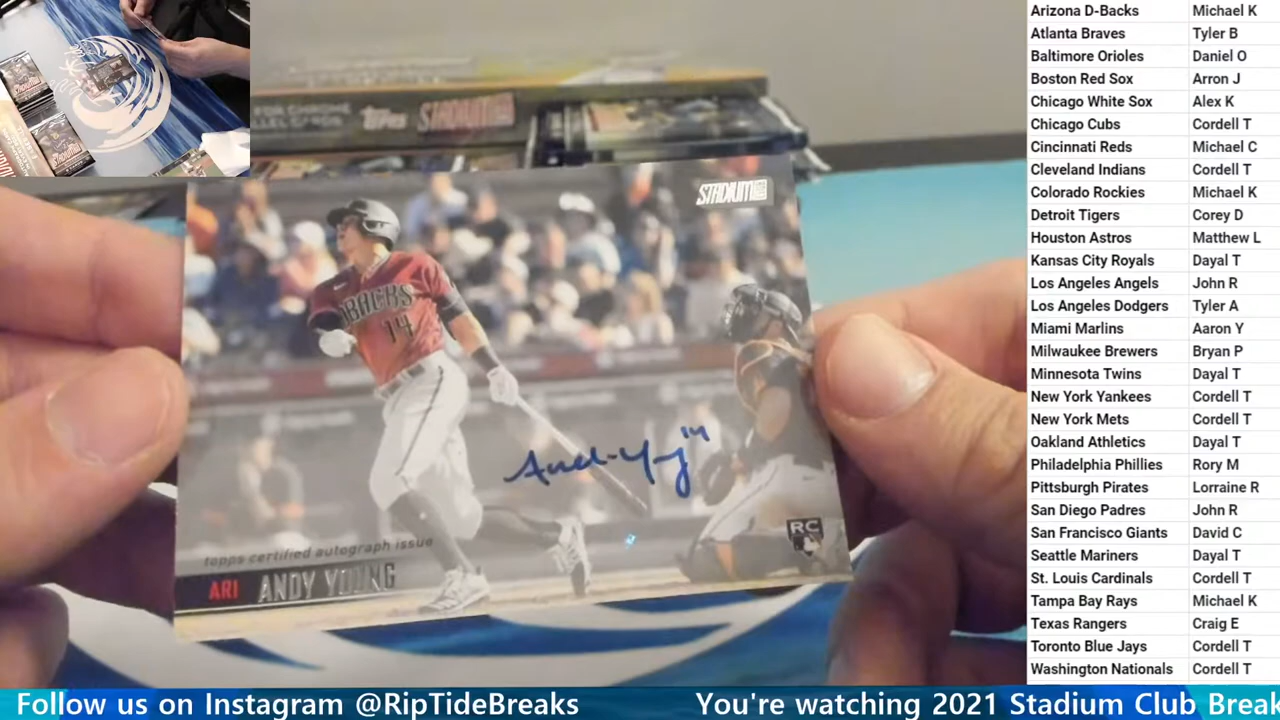 FOR CHROME
Topps STADIUM
STADIUM
BACKS
14
Andy Young 14
topps certified autograph issue
RC
ARI ANDY YOUNG
Arizona D-Backs Michael K
Atlanta Braves Tyler B
Baltimore Orioles Daniel O
Boston Red Sox Arron J
Chicago White Sox Alex K
Chicago Cubs Cordell T
Cincinnati Reds Michael C
Cleveland Indians Cordell T
Colorado Rockies Michael K
Detroit Tigers Corey D
Houston Astros Matthew L
Kansas City Royals Dayal T
Los Angeles Angels John R
Los Angeles Dodgers Tyler A
Miami Marlins Aaron Y
Milwaukee Brewers Bryan P
Minnesota Twins Dayal T
New York Yankees Cordell T
New York Mets Cordell T
Oakland Athletics Dayal T
Philadelphia Phillies Rory M
Pittsburgh Pirates Lorraine R
San Diego Padres John R
San Francisco Giants David C
Seattle Mariners Dayal T
St. Louis Cardinals Cordell T
Tampa Bay Rays Michael K
Texas Rangers Craig E
Toronto Blue Jays Cordell T
Washington Nationals Cordell T
Follow us on Instagram @RipTideBreaks You're watching 2021 Stadium Club Break